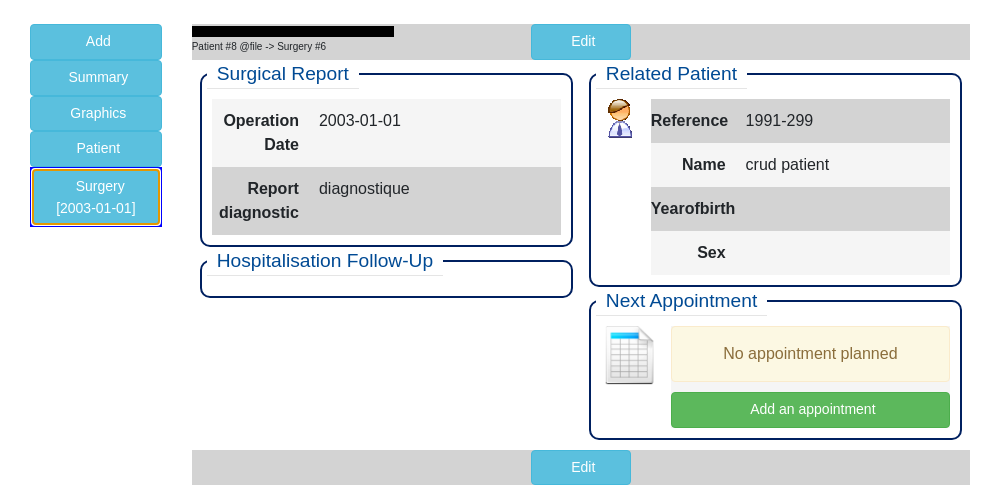 Add
Summary
Graphics
Patient
Surgery
[2003-01-01]
Patient #8 @file -> Surgery #6
Edit
Surgical Report
Operation Date 2003-01-01
Report diagnostic diagnostique
Hospitalisation Follow-Up
Related Patient
Reference 1991-299
Name crud patient
Yearofbirth
Sex
Next Appointment
No appointment planned
Add an appointment
Edit